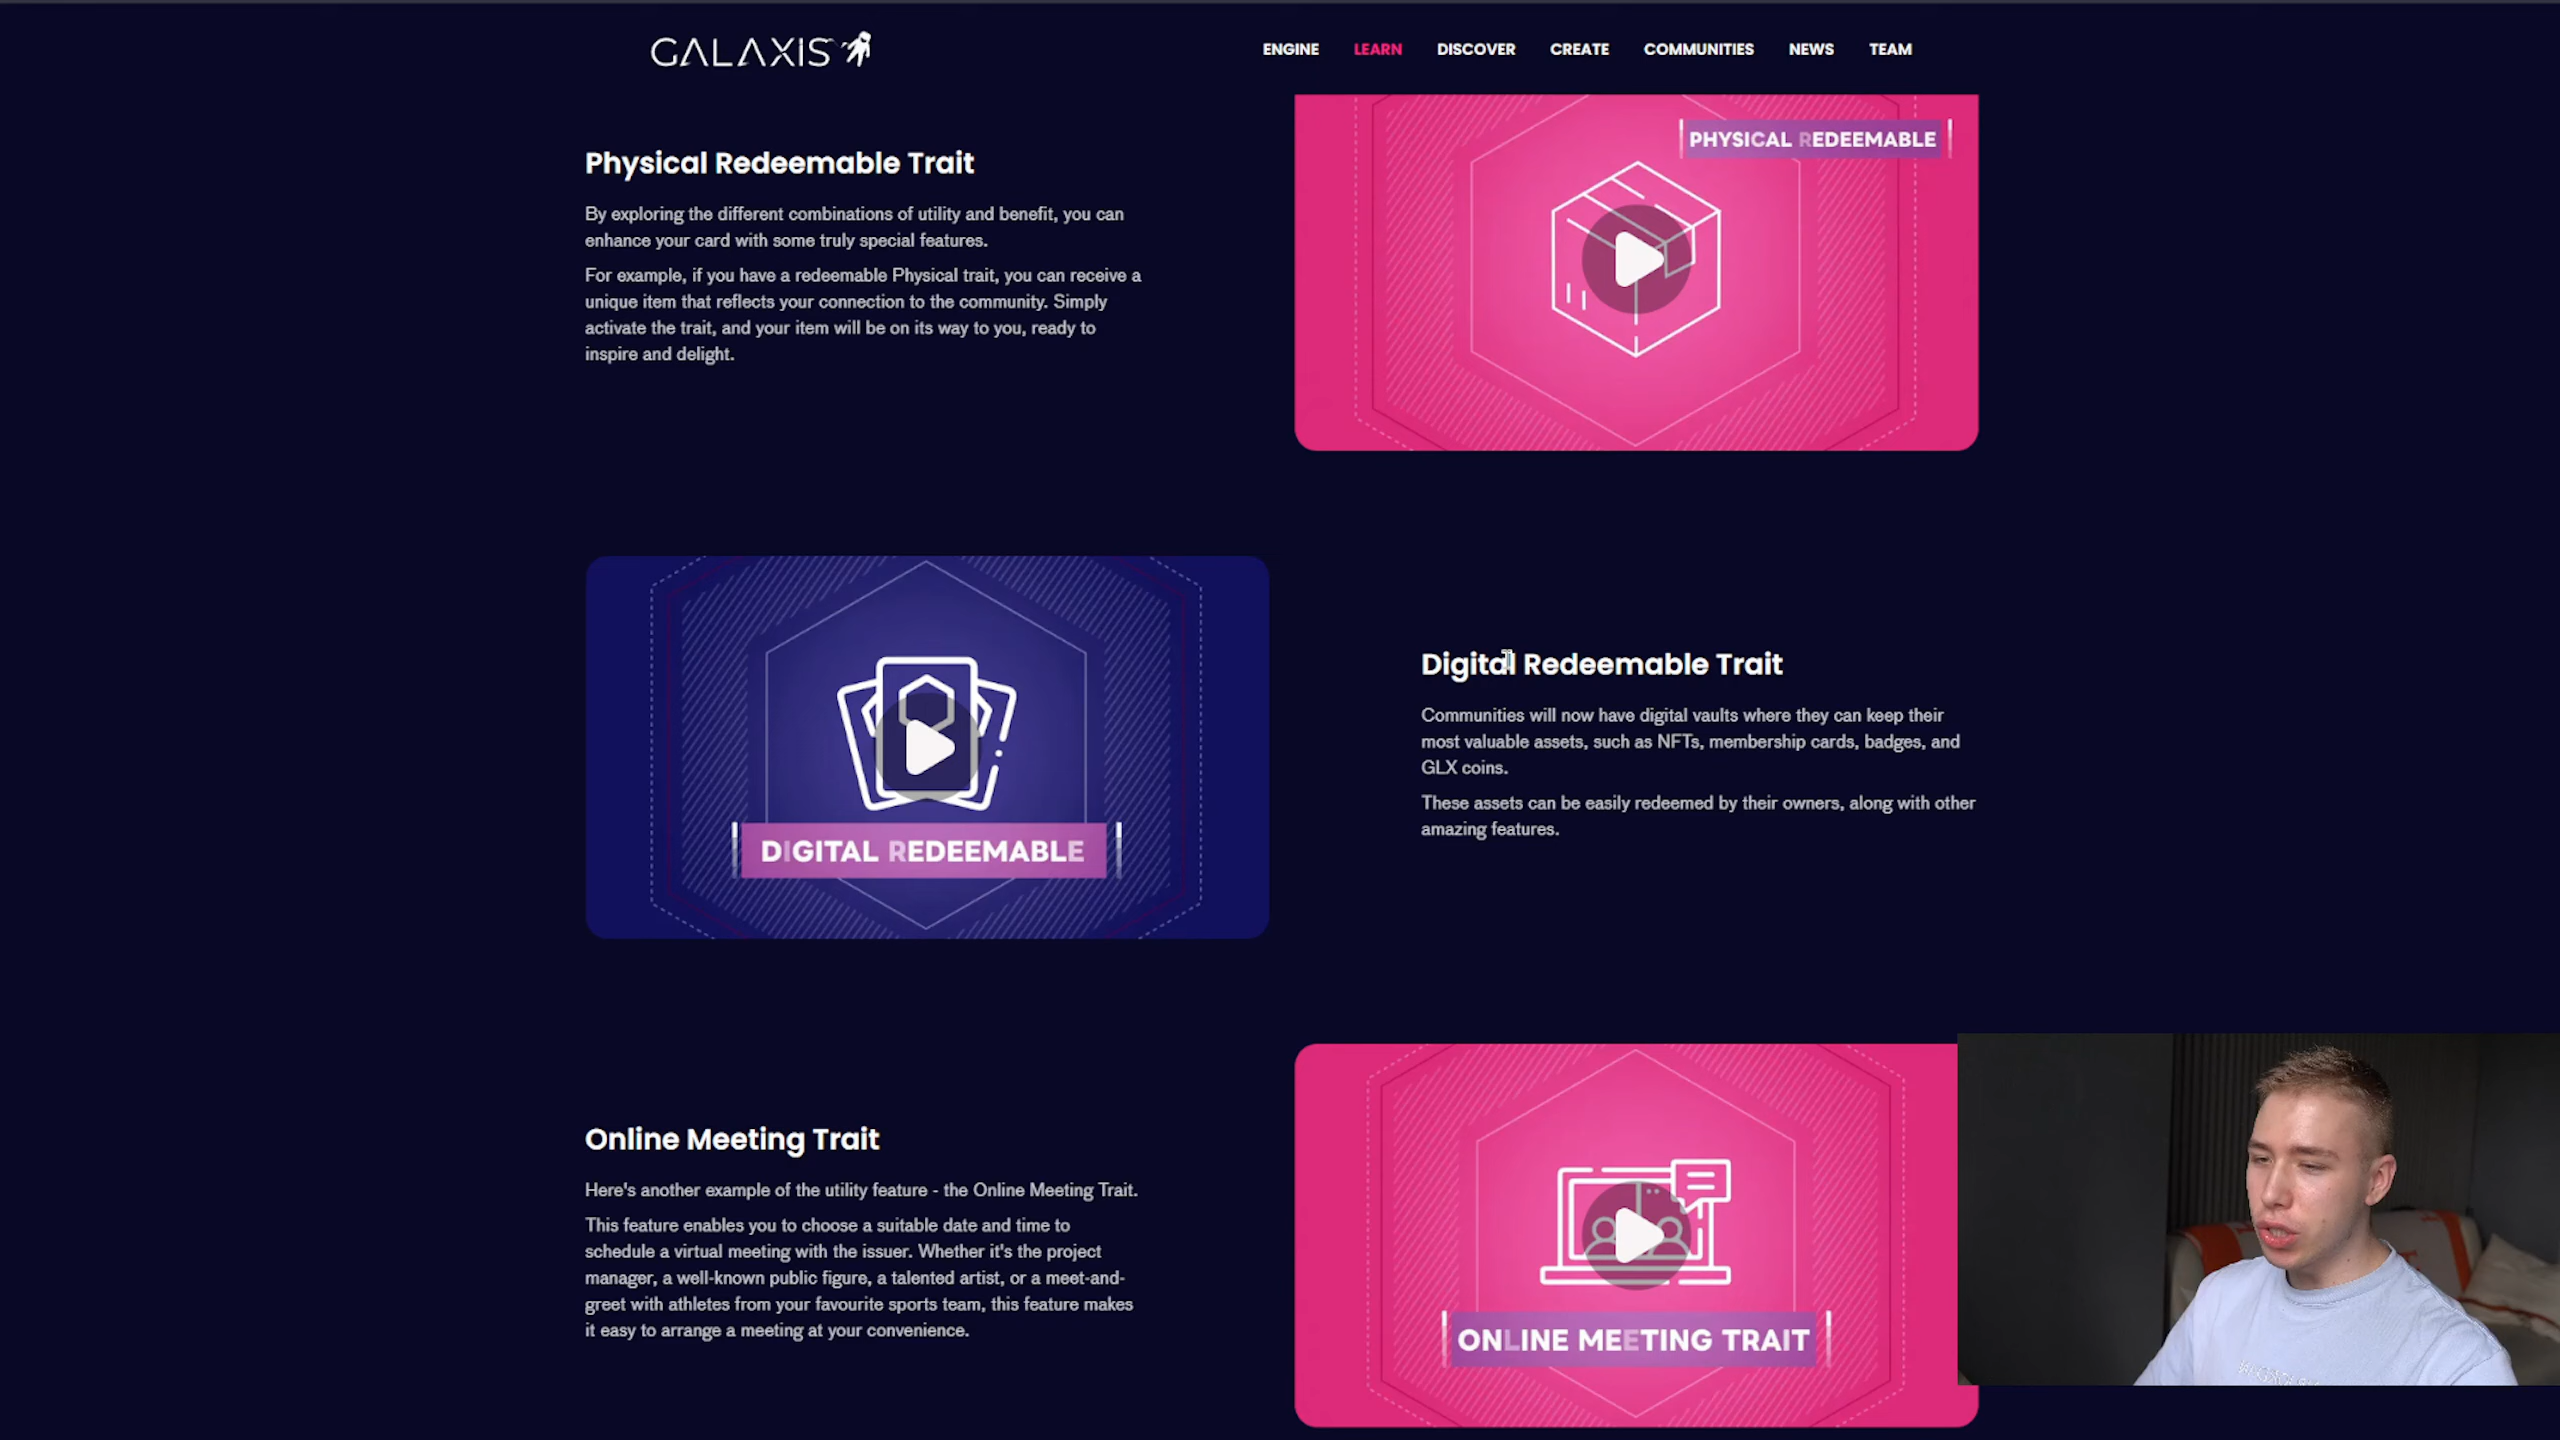 GALAXIS
ENGINE LEARN DISCOVER CREATE COMMUNITIES NEWS TEAM
PHYSICAL REDEEMABLE
Physical Redeemable Trait
By exploring the different combinations of utility and benefit, you can
enhance your card with some truly special features.
For example, if you have a redeemable Physical trait, you can receive a
unique item that reflects your connection to the community. Simply
activate the trait, and your item will be on its way to you, ready to
inspire and delight.
DIGITAL REDEEMABLE
Digital Redeemable Trait
Communities will now have digital vaults where they can keep their
most valuable assets, such as NFTs, membership cards, badges, and
GLX coins.
These assets can be easily redeemed by their owners, along with other
amazing features.
Online Meeting Trait
Here's another example of the utility feature - the Online Meeting Trait.
This feature enables you to choose a suitable date and time to
schedule a virtual meeting with the issuer. Whether it's the project
manager, a well-known public figure, a talented artist, or a meet-and-
greet with athletes from your favourite sports team, this feature makes
it easy to arrange a meeting at your convenience.
ONLINE MEETING TRAIT